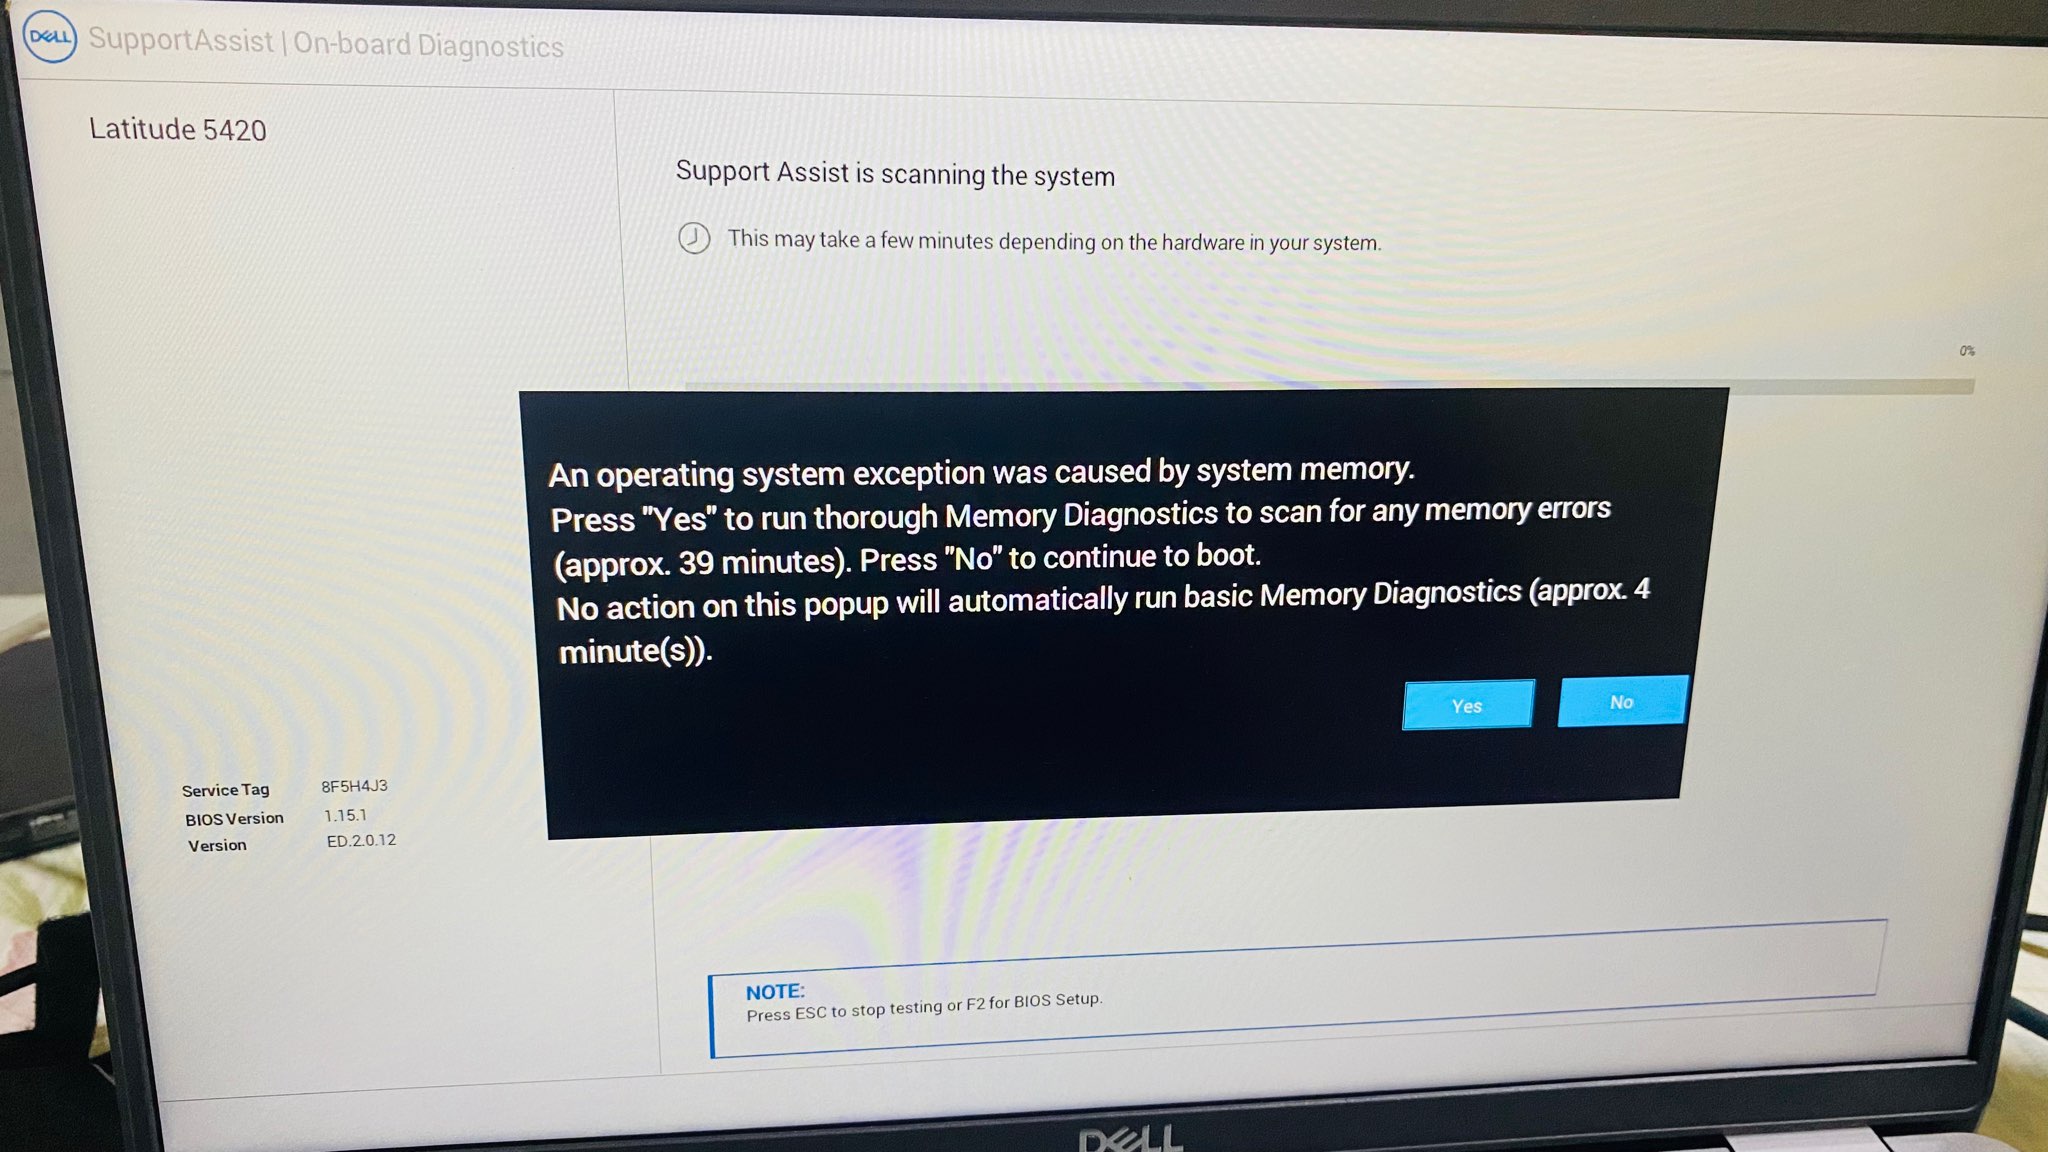 DELL SupportAssist | On-board Diagnostics
Latitude 5420
Support Assist is scanning the system
This may take a few minutes depending on the hardware in your system.
0%
An operating system exception was caused by system memory.
Press "Yes" to run thorough Memory Diagnostics to scan for any memory errors
(approx. 39 minutes). Press "No" to continue to boot.
No action on this popup will automatically run basic Memory Diagnostics (approx. 4
minute(s)).
Yes No
Service Tag 8F5H4J3
BIOS Version 1.15.1
Version ED.2.0.12
NOTE:
Press ESC to stop testing or F2 for BIOS Setup.
DELL